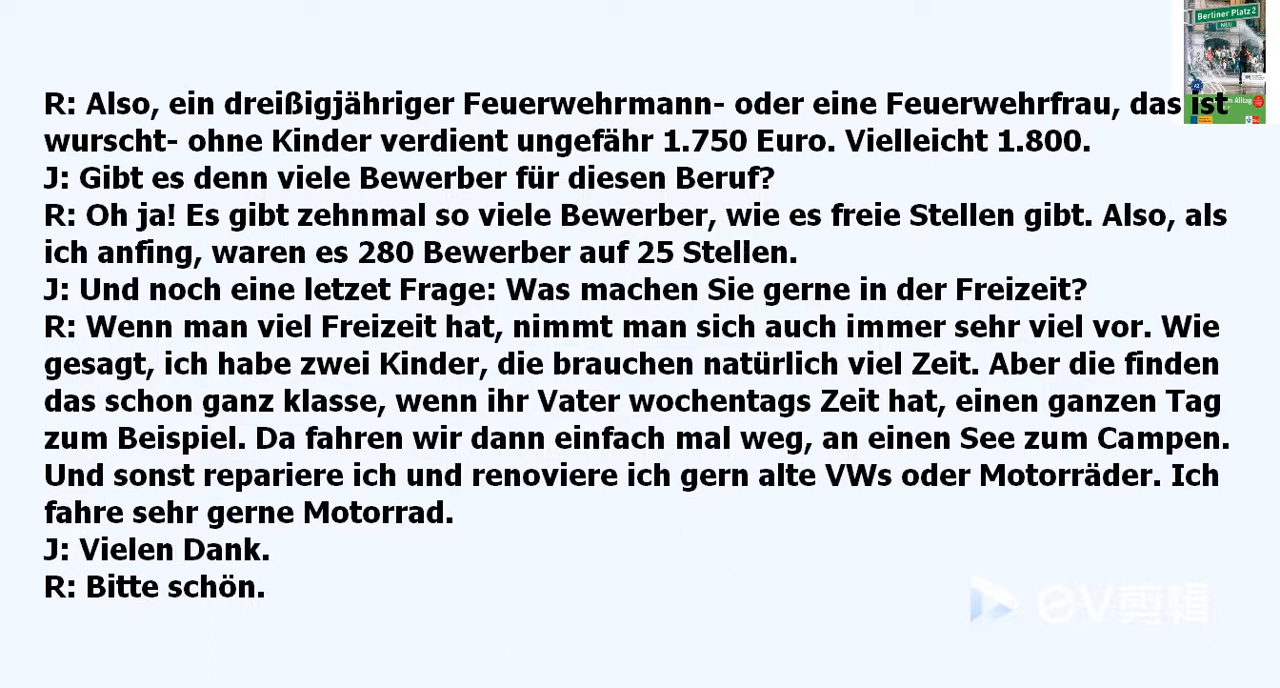 Berliner Platz 2
NEU
A2
Alltag
R: Also, ein dreißigjähriger Feuerwehrmann- oder eine Feuerwehrfrau, das ist
wurscht- ohne Kinder verdient ungefähr 1.750 Euro. Vielleicht 1.800.
J: Gibt es denn viele Bewerber für diesen Beruf?
R: Oh ja! Es gibt zehnmal so viele Bewerber, wie es freie Stellen gibt. Also, als
ich anfing, waren es 280 Bewerber auf 25 Stellen.
J: Und noch eine letzet Frage: Was machen Sie gerne in der Freizeit?
R: Wenn man viel Freizeit hat, nimmt man sich auch immer sehr viel vor. Wie
gesagt, ich habe zwei Kinder, die brauchen natürlich viel Zeit. Aber die finden
das schon ganz klasse, wenn ihr Vater wochentags Zeit hat, einen ganzen Tag
zum Beispiel. Da fahren wir dann einfach mal weg, an einen See zum Campen.
Und sonst repariere ich und renoviere ich gern alte VWs oder Motorräder. Ich
fahre sehr gerne Motorrad.
J: Vielen Dank.
R: Bitte schön.
EV剪辑